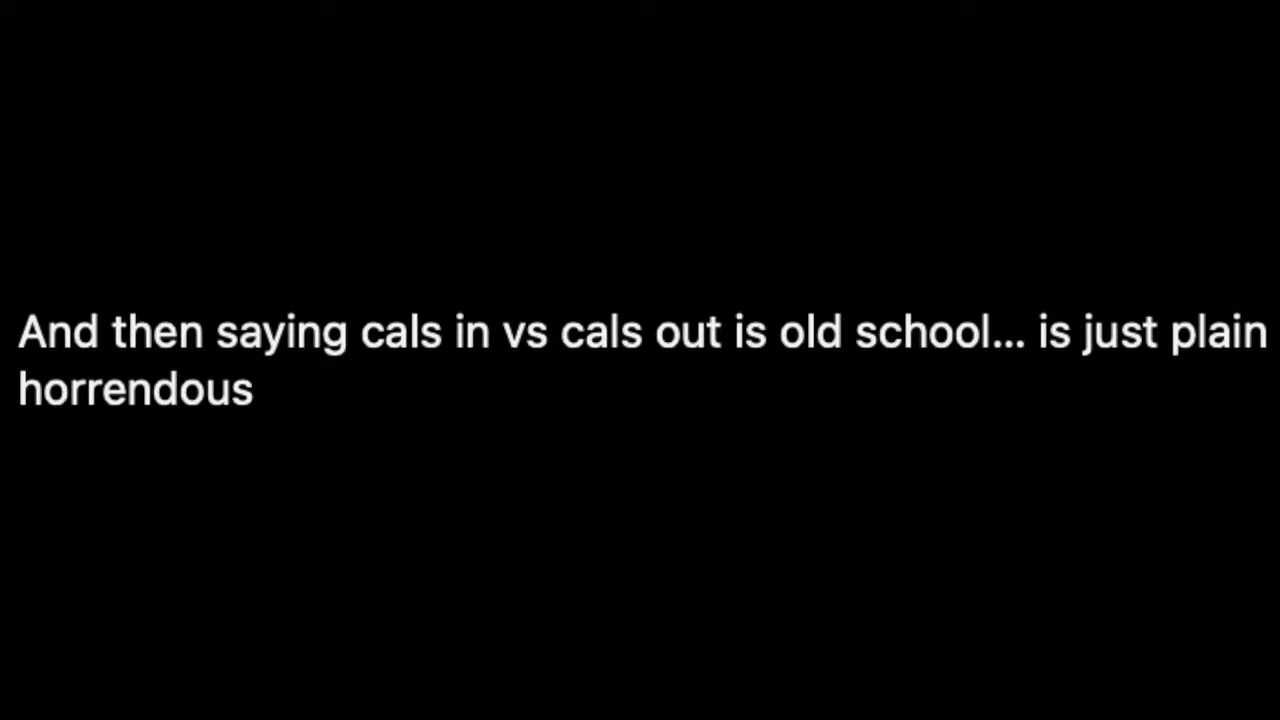 And then saying cals in vs cals out is old school... is just plain
horrendous